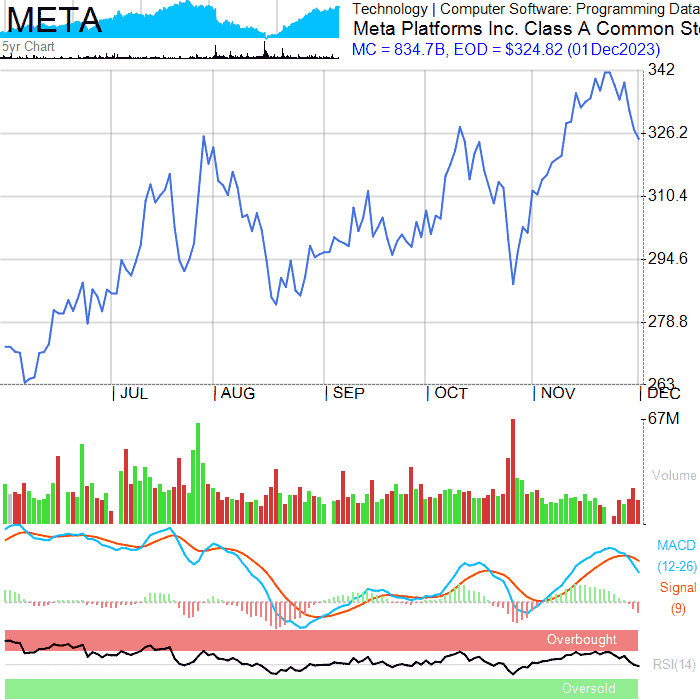 META
5yr Chart
Technology | Computer Software: Programming Data
Meta Platforms Inc. Class A Common Sto
MC = 834.7B, EOD = $324.82 (01Dec2023)
342
326.2
310.4
294.6
278.8
263
JUL
AUG
SEP
OCT
NOV
DEC
67M
Volume
MACD
(12-26)
Signal
(9)
Overbought
RSI(14)
Oversold